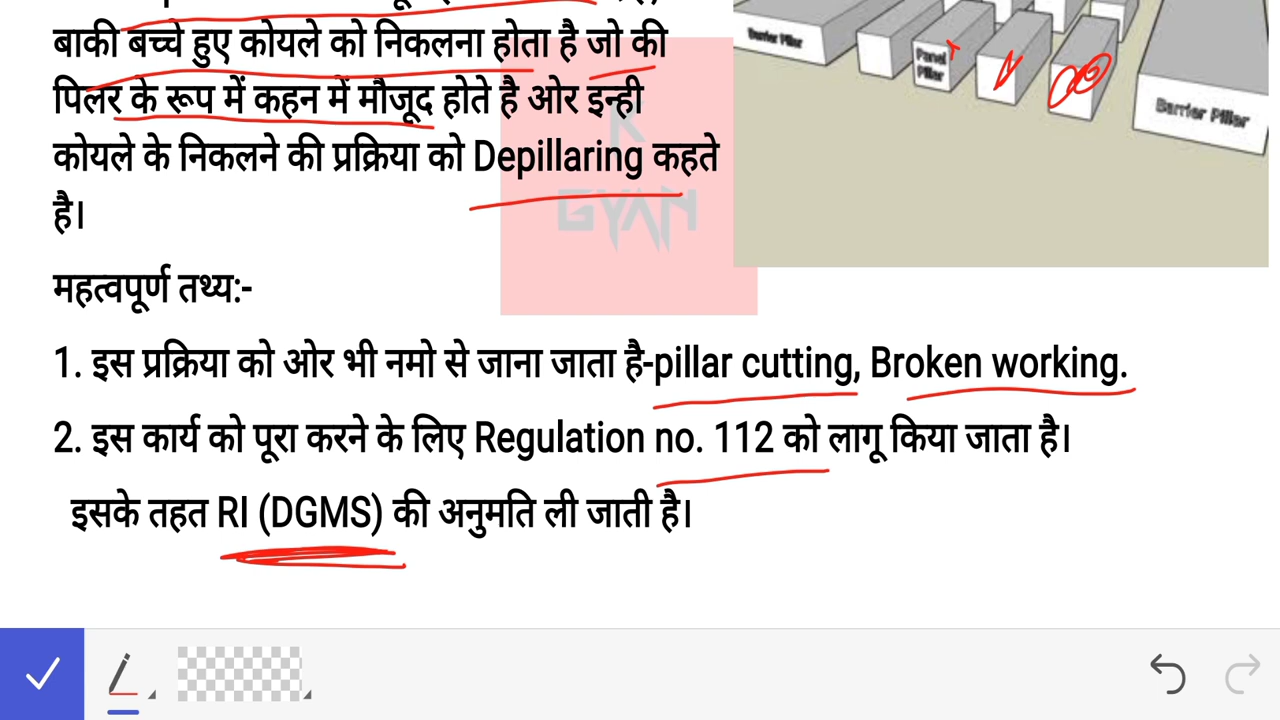 बाकी बच्चे हुए कोयले को निकलना होता है जो की
पिलर के रूप में कहन में मौजूद होते है ओर इन्ही
कोयले के निकलने की प्रक्रिया को Depillaring कहते
है।
महत्वपूर्ण तथ्य:-
1. इस प्रक्रिया को ओर भी नमो से जाना जाता है-pillar cutting, Broken working.
2. इस कार्य को पूरा करने के लिए Regulation no. 112 को लागू किया जाता है।
इसके तहत RI (DGMS) की अनुमति ली जाती है।
Barrier Pillar
Panel
Pillar
Barrier Pillar
K
GYAN